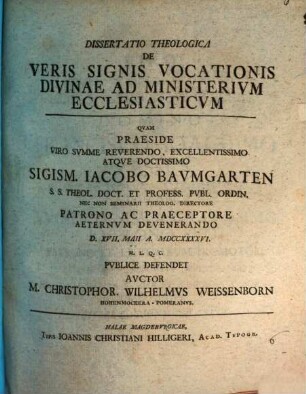 DISSERTATIO THEOLOGICA
DE
VERIS SIGNIS VOCATIONIS
DIVINAE AD MINISTERIVM
ECCLESIASTICVM
QVAM
PRAESIDE
VIRO SVMME REVERENDO, EXCELLENTISSIMO
ATQVE DOCTISSIMO
SIGISM. IACOBO BAVMGARTEN
S. S. THEOL. DOCT. ET PROFESS. PVBL. ORDIN.
NEC NON SEMINARII THEOLOG. DIRECTORE
PATRONO AC PRAECEPTORE
AETERNVM DEVENERANDO
D. XVII. MAII A. MDCCXXXXVI.
H. L. Q. C.
PVBLICE DEFENDET
AVCTOR
M. CHRISTOPHOR. WILHELMVS WEISSENBORN
HOHENMOCKERA-POMERANVS.
HALAE MAGDEBVRGICAE,
Typis IOANNIS CHRISTIANI HILLIGERI, ACAD. TYPOGR.
6